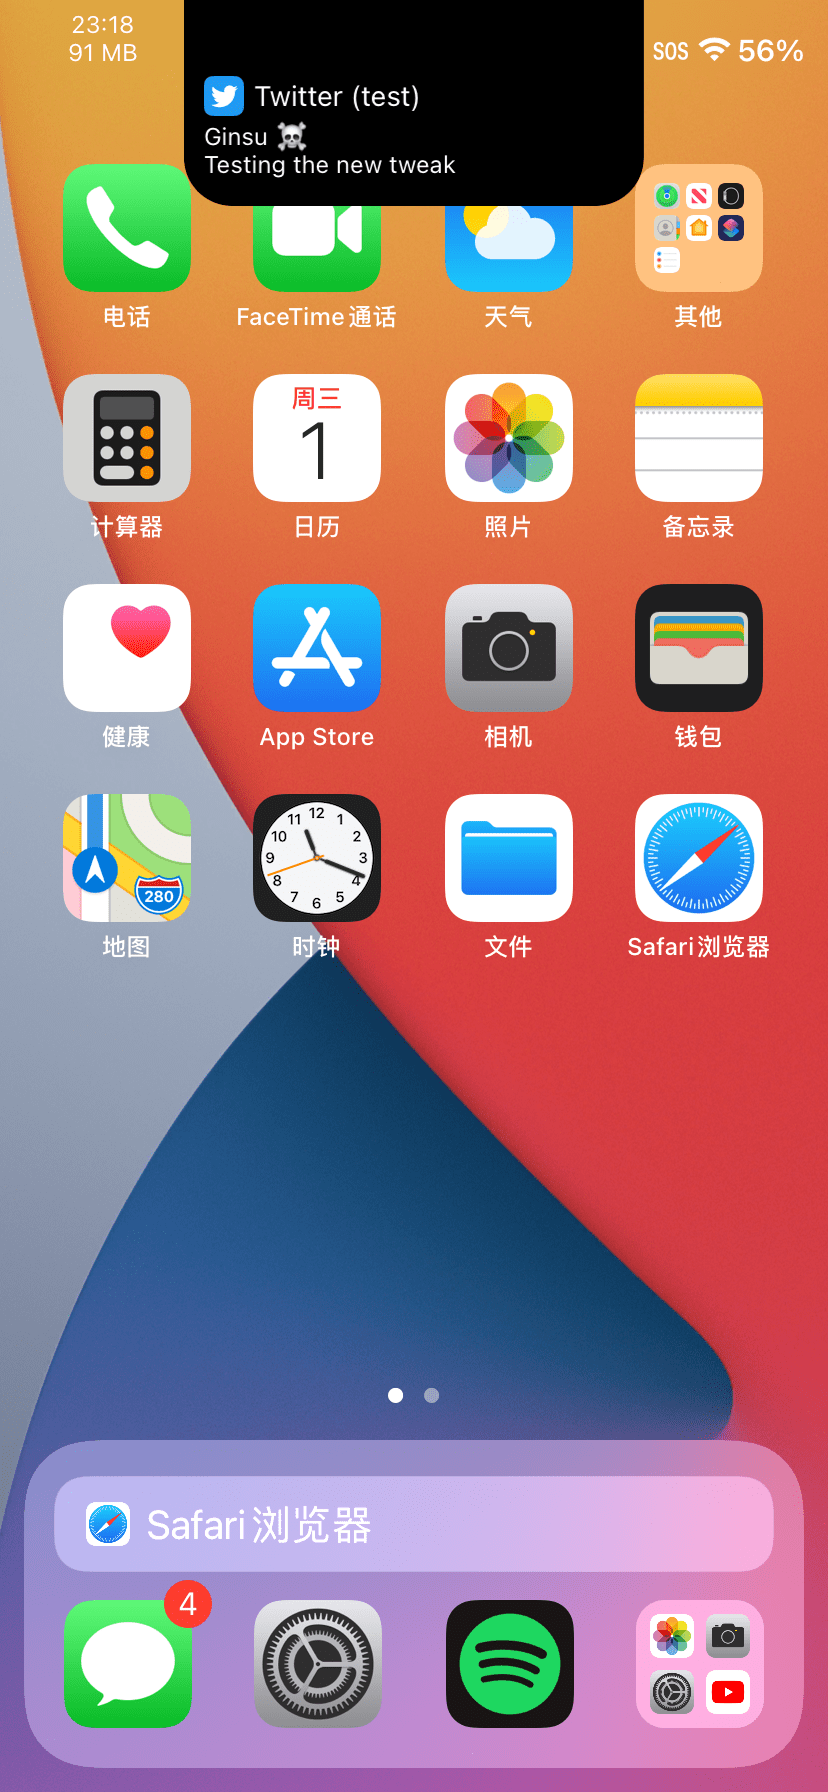 23:18
91 MB
SOS 56%
Twitter (test)
Ginsu ☠️
Testing the new tweak
电话
FaceTime通话
天气
其他
计算器
周三
1
日历
照片
备忘录
健康
App Store
相机
钱包
280
地图
12
1
2
3
4
5
6
7
8
9
10
11
时钟
文件
Safari浏览器
Safari浏览器
4